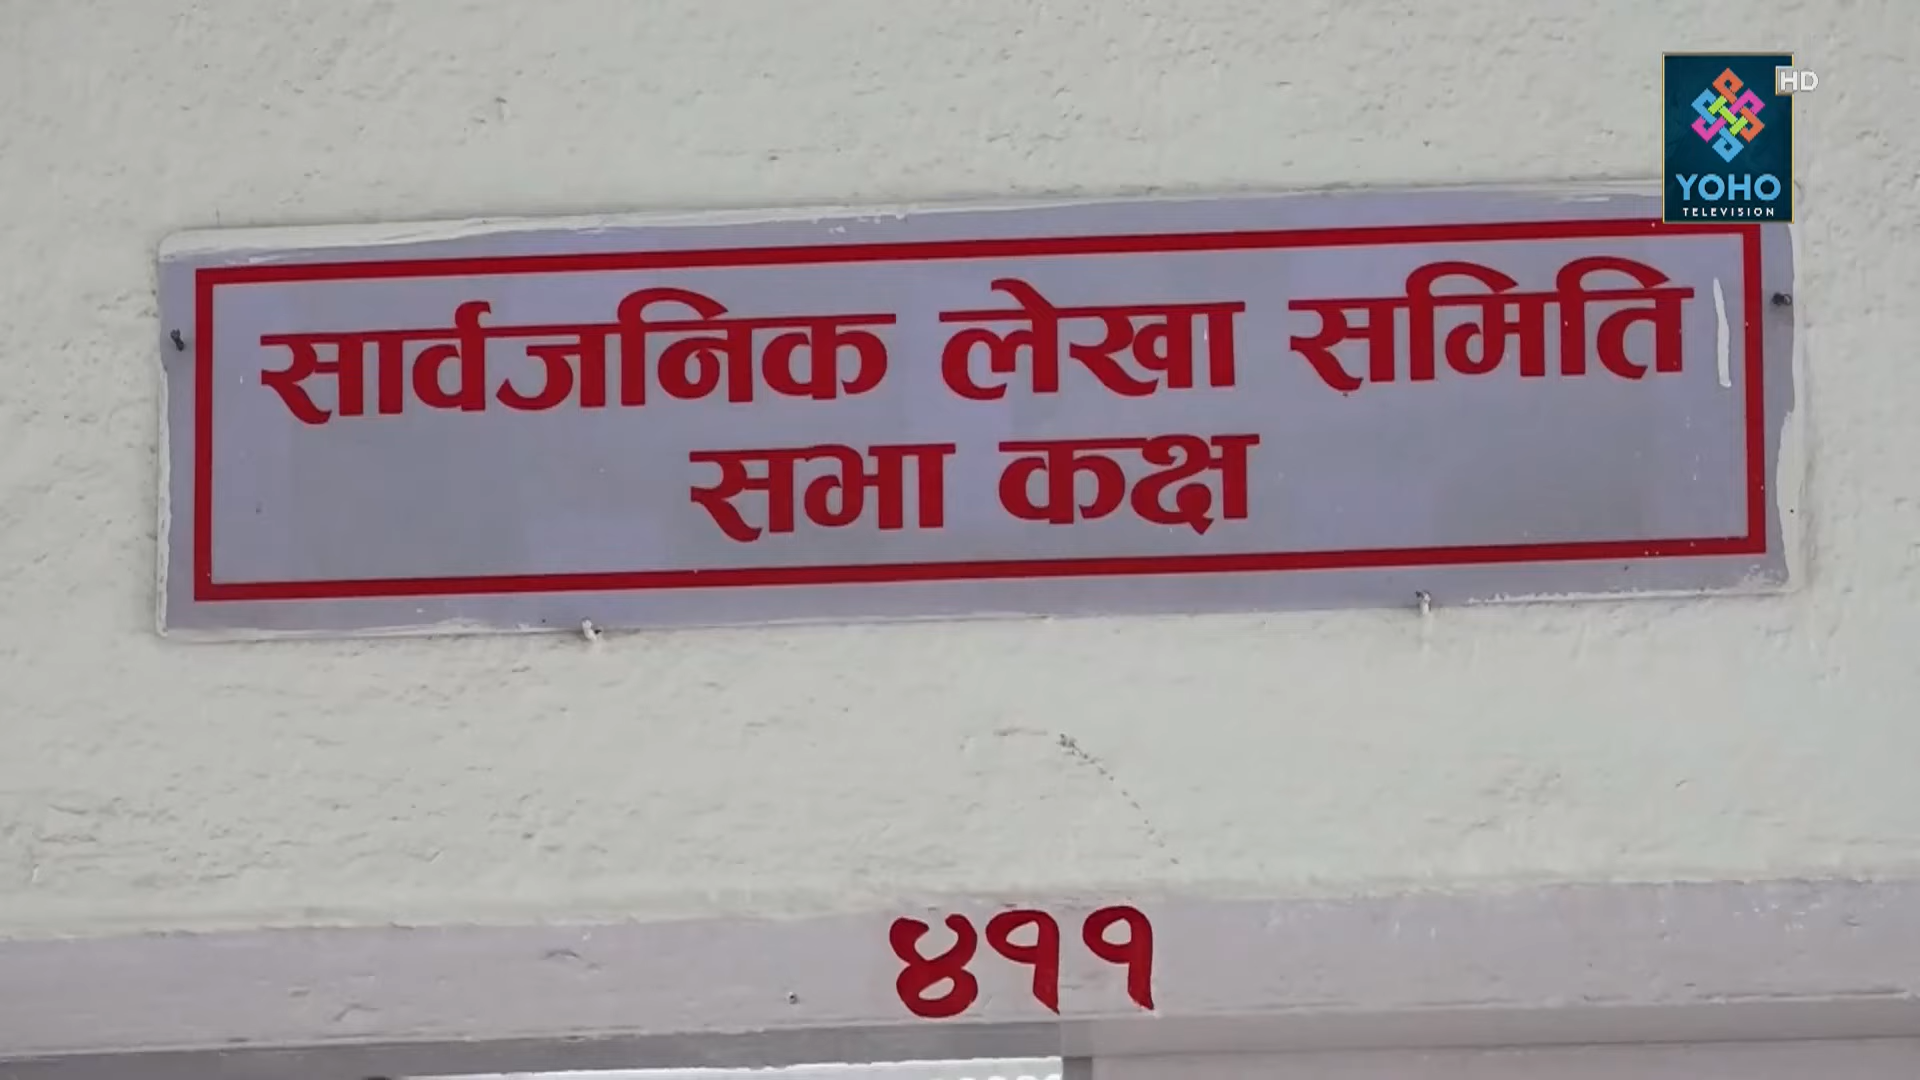 HD
YOHO
TELEVISION
सार्वजनिक लेखा समिति
सभा कक्ष
४११